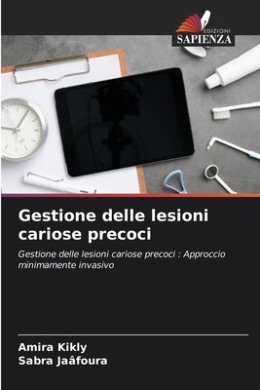 EDIZIONI
SAPIENZA
Gestione delle lesioni
cariose precoci
Gestione delle lesioni cariose precoci : Approccio
minimamente invasivo
Amira Kikly
Sabra Jaâfoura